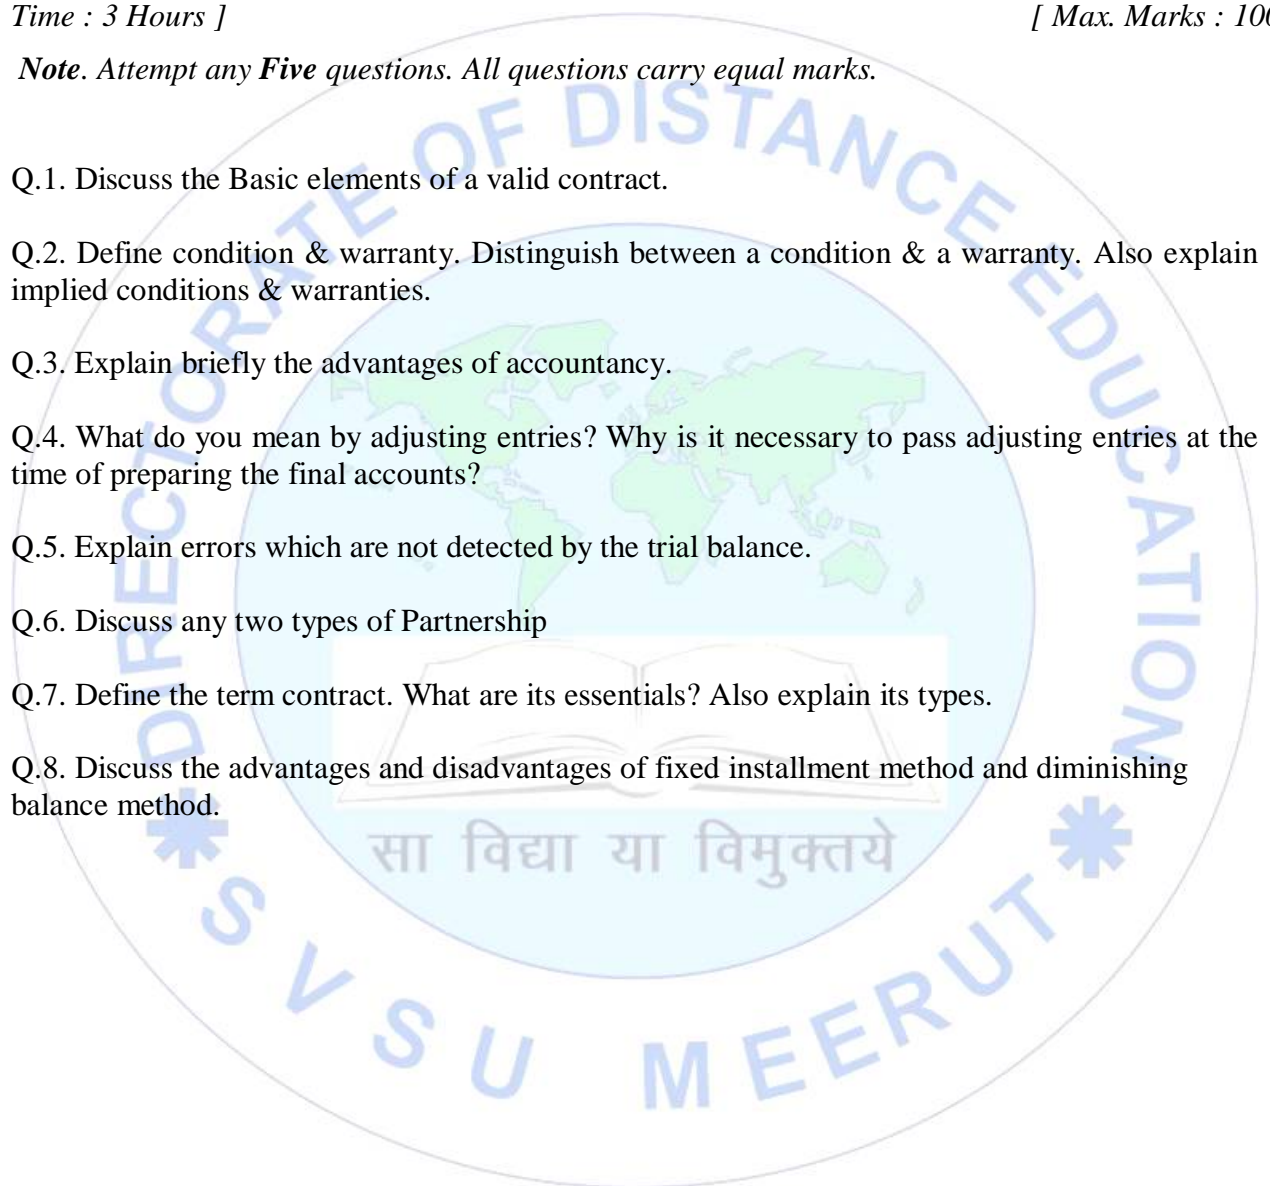 Time : 3 Hours ] [ Max. Marks : 100
Note. Attempt any Five questions. All questions carry equal marks.
Q.1. Discuss the Basic elements of a valid contract.
Q.2. Define condition & warranty. Distinguish between a condition & a warranty. Also explain
implied conditions & warranties.
Q.3. Explain briefly the advantages of accountancy.
Q.4. What do you mean by adjusting entries? Why is it necessary to pass adjusting entries at the
time of preparing the final accounts?
Q.5. Explain errors which are not detected by the trial balance.
Q.6. Discuss any two types of Partnership
Q.7. Define the term contract. What are its essentials? Also explain its types.
Q.8. Discuss the advantages and disadvantages of fixed installment method and diminishing
balance method.
DIRECTORATE OF DISTANCE EDUCATION
सा विद्या या विमुक्तये
* SVSU MEERUT *